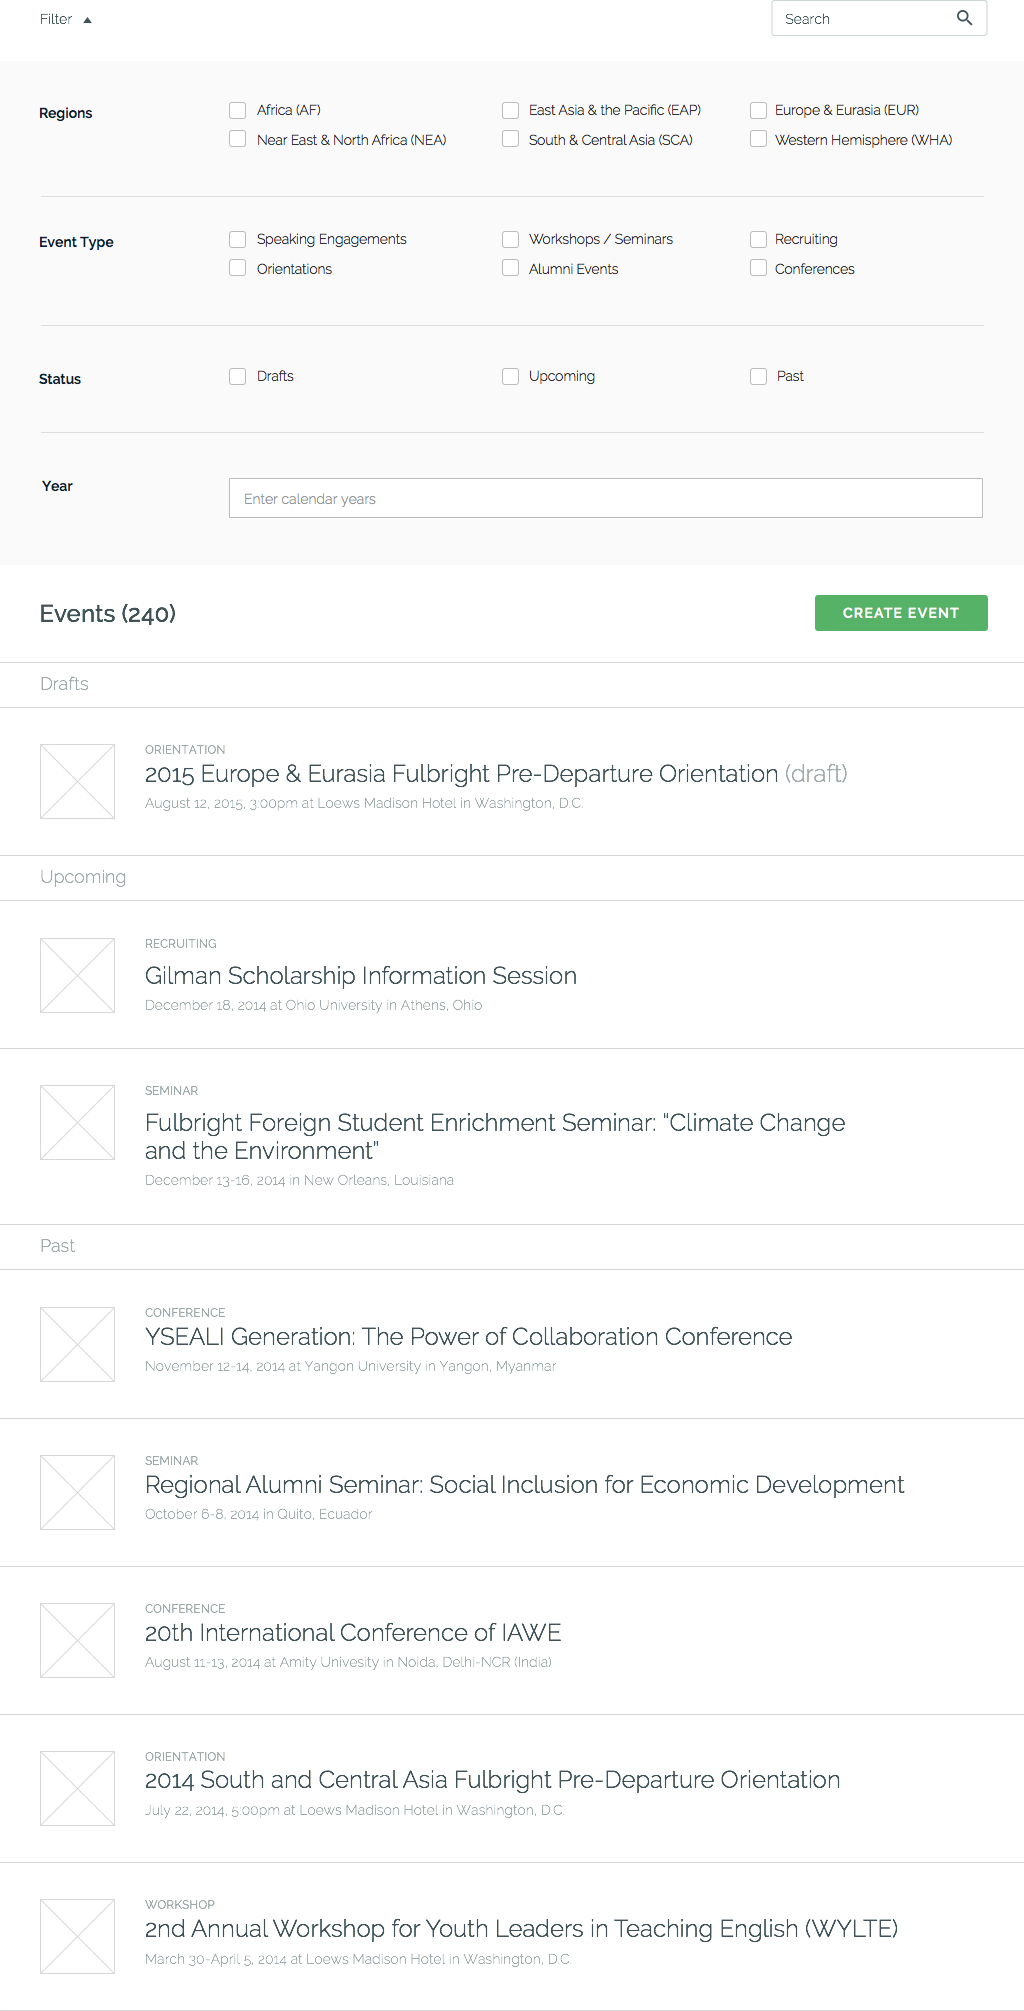 Filter
Search
Regions
Africa (AF)
East Asia & the Pacific (EAP)
Europe & Eurasia (EUR)
Near East & North Africa (NEA)
South & Central Asia (SCA)
Western Hemisphere (WHA)
Event Type
Speaking Engagements
Workshops / Seminars
Recruiting
Orientations
Alumni Events
Conferences
Status
Drafts
Upcoming
Past
Year
Enter calendar years
Events (240)
CREATE EVENT
Drafts
ORIENTATION
2015 Europe & Eurasia Fulbright Pre-Departure Orientation (draft)
August 12, 2015, 3:00pm at Loews Madison Hotel in Washington, D.C.
Upcoming
RECRUITING
Gilman Scholarship Information Session
December 18, 2014 at Ohio University in Athens, Ohio
SEMINAR
Fulbright Foreign Student Enrichment Seminar: “Climate Change
and the Environment”
December 13-16, 2014 in New Orleans, Louisiana
Past
CONFERENCE
YSEALI Generation: The Power of Collaboration Conference
November 12-14, 2014 at Yangon University in Yangon, Myanmar
SEMINAR
Regional Alumni Seminar: Social Inclusion for Economic Development
October 6-8, 2014 in Quito, Ecuador
CONFERENCE
20th International Conference of IAWE
August 11-13, 2014 at Amity Univesity in Noida. Delhi-NCR (India)
ORIENTATION
2014 South and Central Asia Fulbright Pre-Departure Orientation
July 22, 2014, 5:00pm at Loews Madison Hotel in Washington, D.C.
WORKSHOP
2nd Annual Workshop for Youth Leaders in Teaching English (WYLTE)
March 30-April 5, 2014 at Loews Madison Hotel in Washington, D.C.